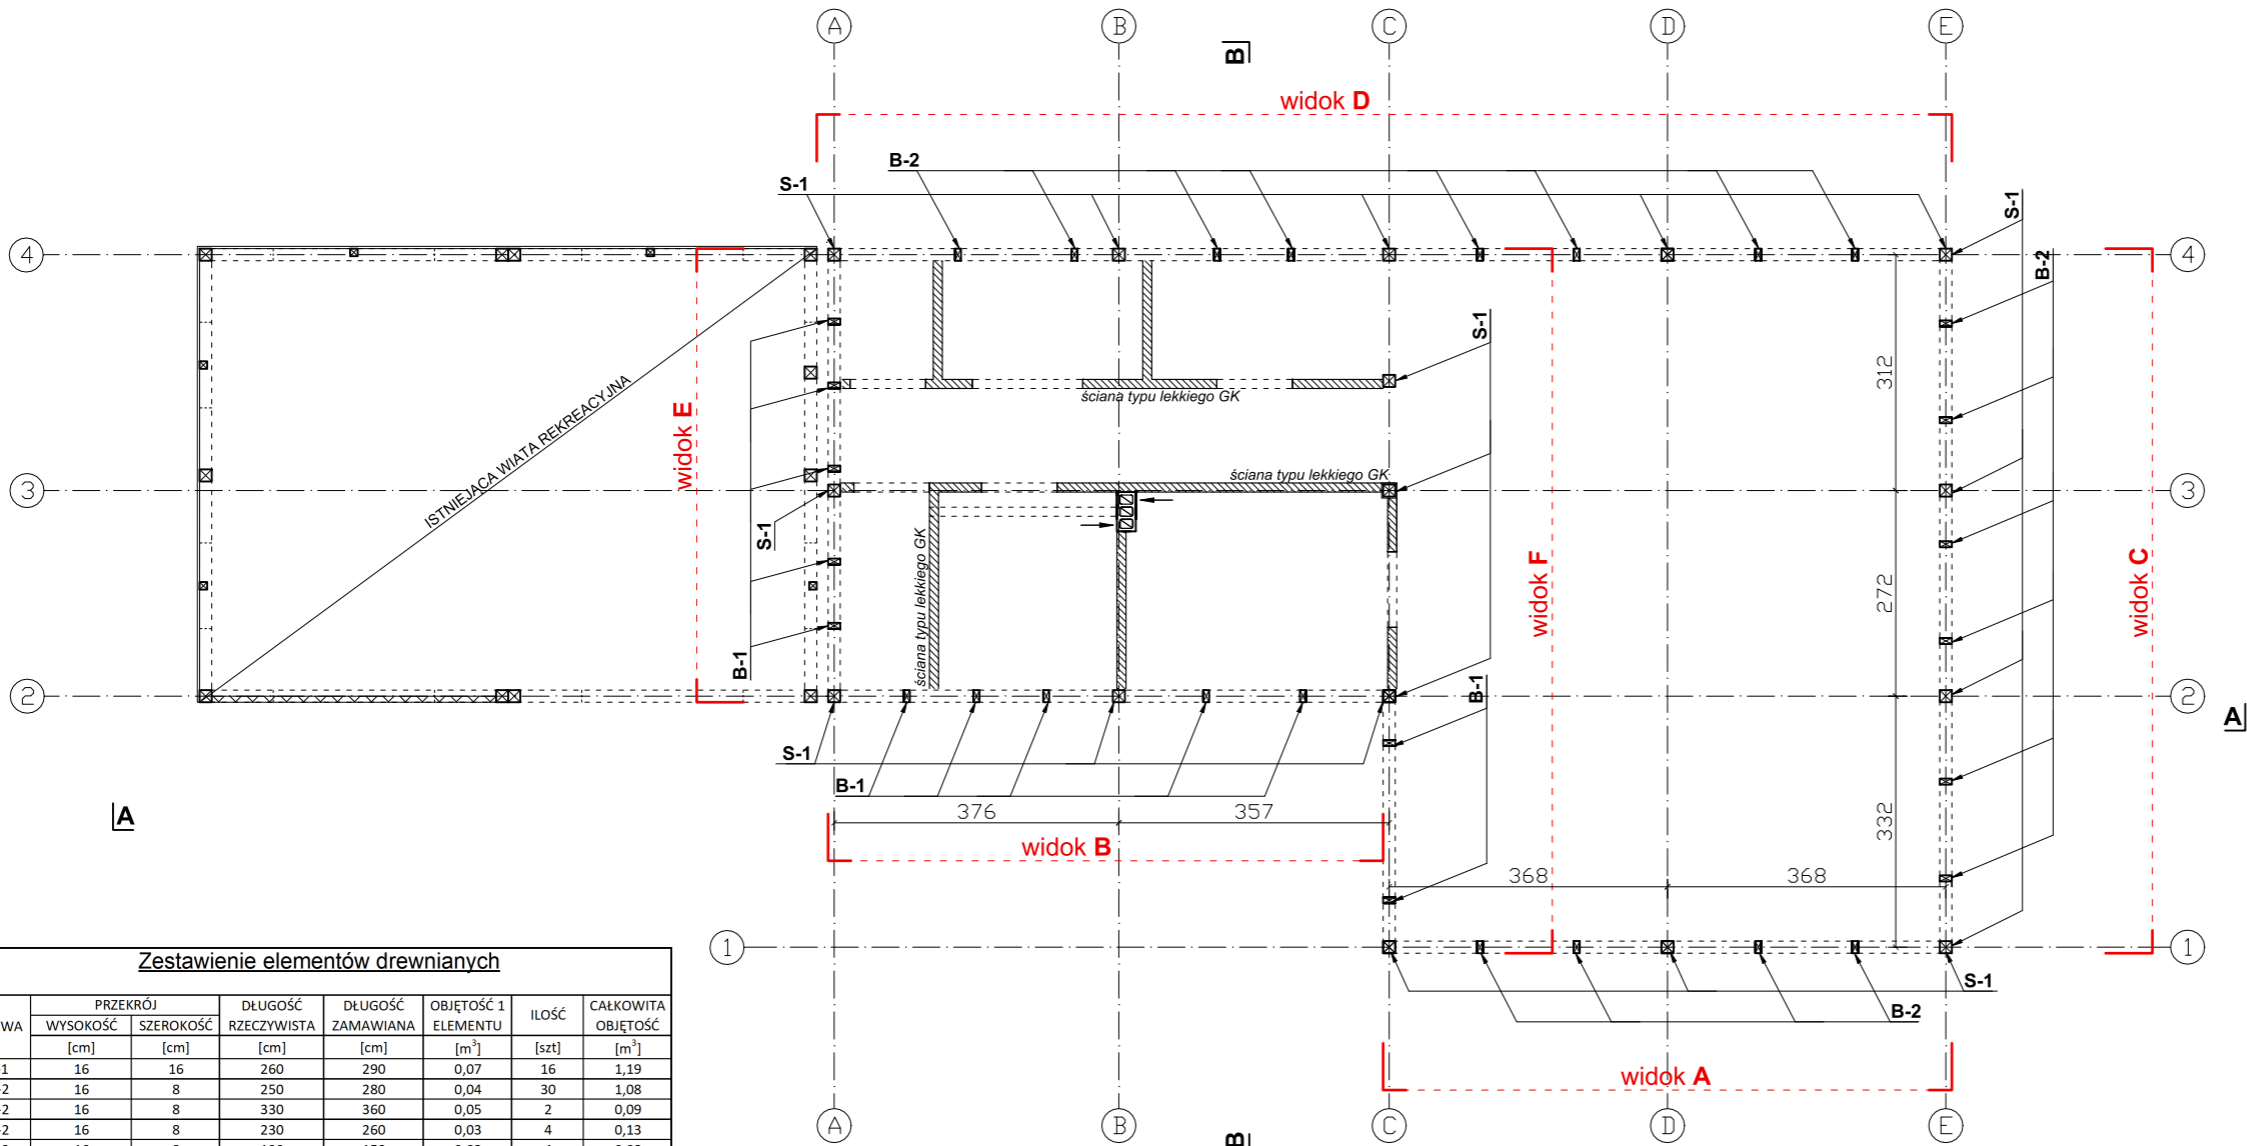 A B C D E
B
widok D
B-2
S-1
S-1
4
4
B-2
S-1
312
ISTNIEJĄCA WIATA REKREACYJNA
widok E
ściana typu lekkiego GK
ściana typu lekkiego GK
3
3
S-1
ściana typu lekkiego GK
widok F
272
widok C
B-1
B-1
2
2
A
S-1
B-1
A
376
357
332
widok B
368
368
1
1
S-1
B-2
widok A
A B C D E
B
Zestawienie elementów drewnianych
WA PRZEKRÓJ DŁUGOŚĆ RZECZYWISTA DŁUGOŚĆ ZAMAWIANA OBJĘTOŚĆ 1 ELEMENTU ILOŚĆ CAŁKOWITA OBJĘTOŚĆ
WYSOKOŚĆ SZEROKOŚĆ
[cm] [cm] [cm] [cm] [m³] [szt] [m³]
-1 16 16 260 290 0,07 16 1,19
-2 16 8 250 280 0,04 30 1,08
-2 16 8 330 360 0,05 2 0,09
-2 16 8 230 260 0,03 4 0,13